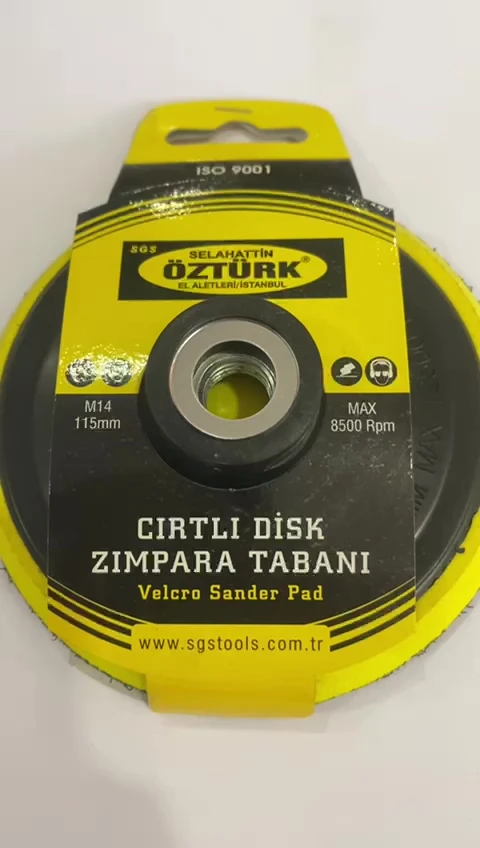 ISO 9001
SGS
SELAHATTİN
ÖZTÜRK®
EL ALETLERİ/İSTANBUL
M14
115mm
MAX
8500 Rpm
CIRTLI DİSK
ZIMPARA TABANI
Velcro Sander Pad
www.sgstools.com.tr
MAX